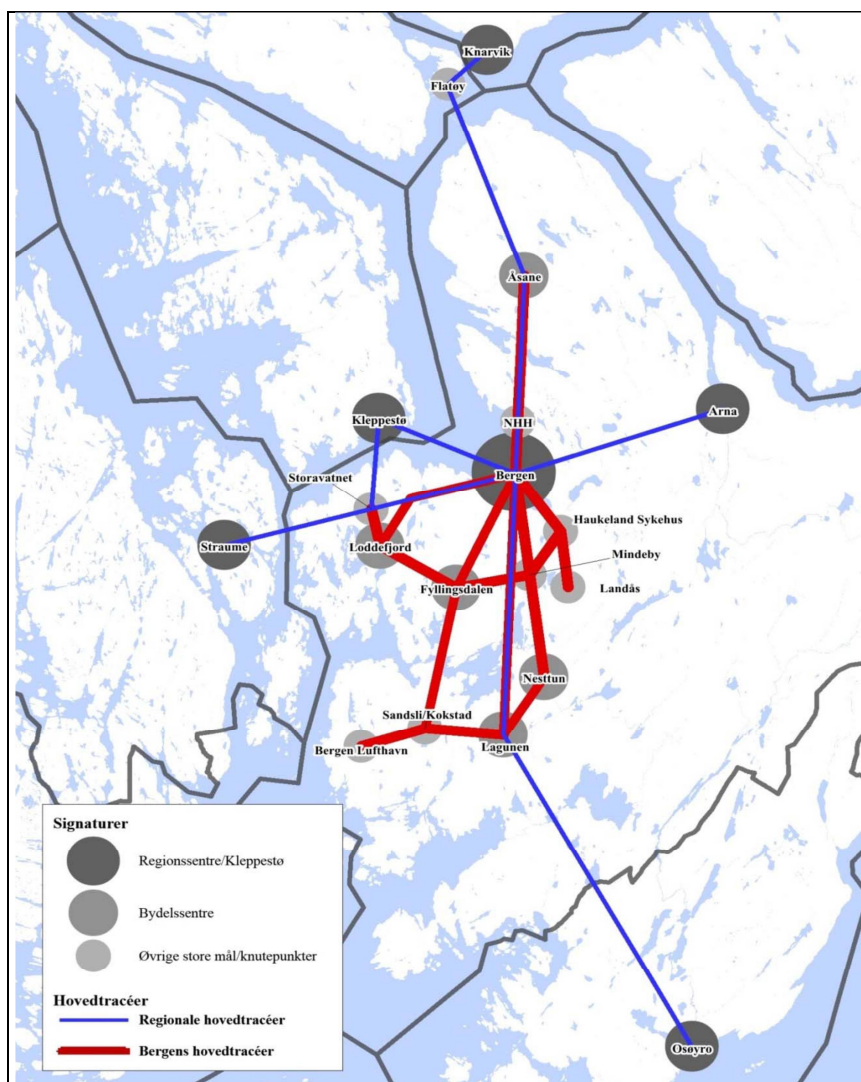 Knarvik
Flatøy
Åsane
Arna
Kleppestø
NHH
Bergen
Storavatnet
Haukeland Sykehus
Straume
Loddefjord
Mindeby
Fyllingsdalen
Landås
Nesttun
Sandsli/Kokstad
Bergen Lufthavn
Lagunen
Osøyro
Signaturer
Regionssentre/Kleppestø
Bydelssentre
Øvrige store mål/knutepunkter
Hovedtracéer
Regionale hovedtracéer
Bergens hovedtracéer